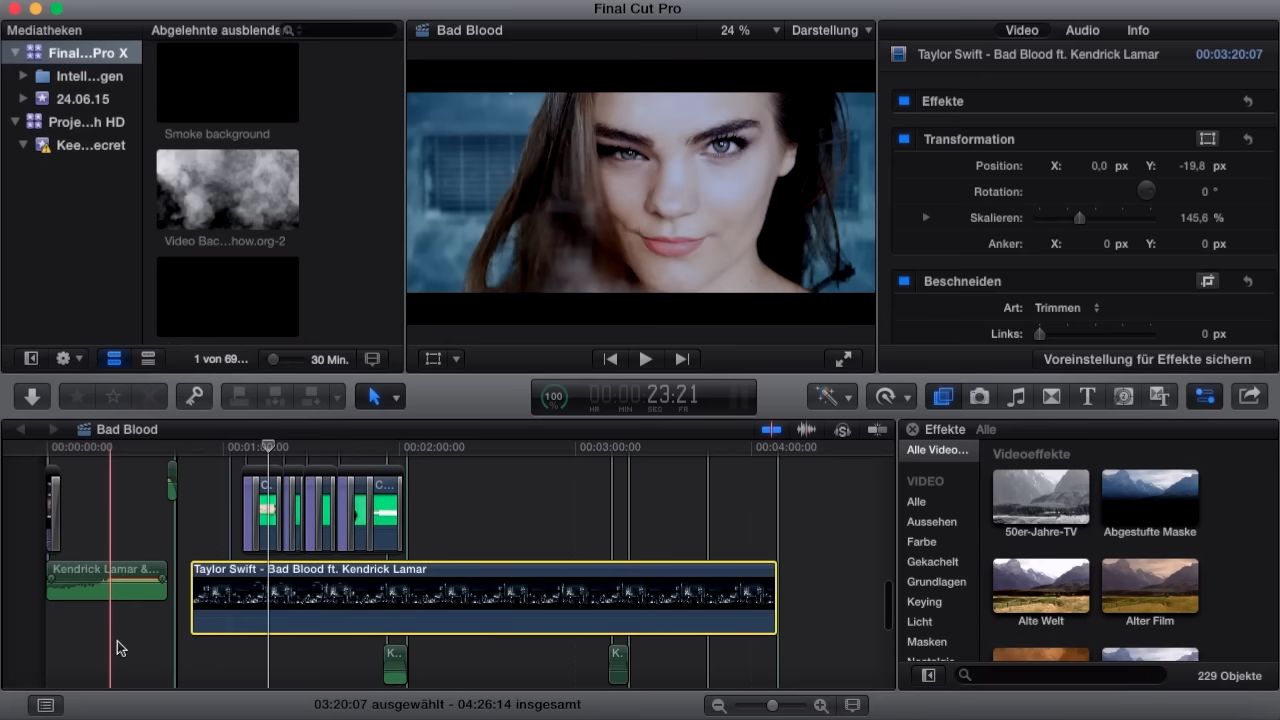 Final Cut Pro
Mediatheken
Abgelehnte ausblende
Final...Pro X
Intell...gen
24.06.15
Proje...h HD
Kee...ecret
Smoke background
Video Bac...how.org-2
1 von 69...
30 Min.
Bad Blood
24 %
Darstellung
Video
Audio
Info
Taylor Swift - Bad Blood ft. Kendrick Lamar
00:03:20:07
Effekte
Transformation
Position: X: 0,0 px Y: -19,8 px
Rotation: 0 °
Skalieren: 145,6 %
Anker: X: 0 px Y: 0 px
Beschneiden
Art: Trimmen
Links: 0 px
Voreinstellung für Effekte sichern
100
%
00:00:23:21
HR MIN SEC FR
Bad Blood
00:00:00:00
00:02:00:00
00:03:00:00
00:04:00:00
C.
C...
Kendrick Lamar &...
Taylor Swift - Bad Blood ft. Kendrick Lamar
K..
K.
Effekte Alle
Alle Video...
VIDEO
Alle
Aussehen
Farbe
Gekachelt
Grundlagen
Keying
Licht
Masken
Nostalgie
Videoeffekte
50er-Jahre-TV
Abgestufte Maske
Alte Welt
Alter Film
229 Objekte
03:20:07 ausgewählt - 04:26:14 insgesamt